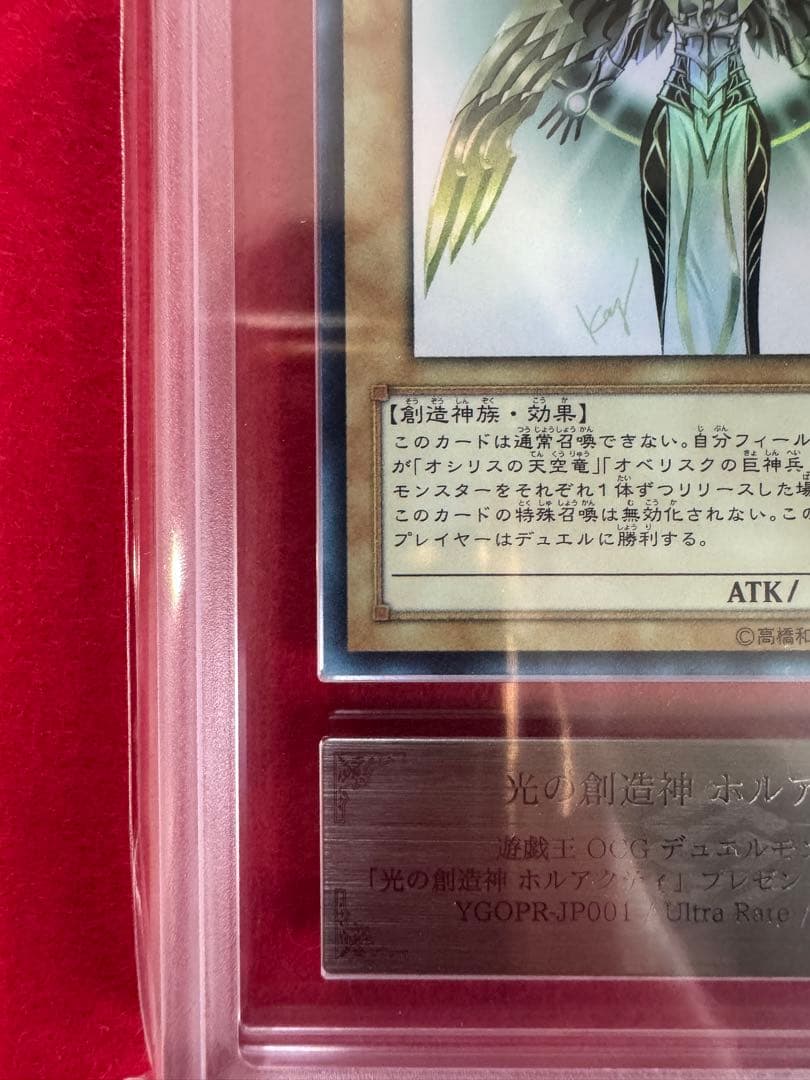 Kaz
【創造神族・効果】
このカードは通常召喚できない。自分フィール
が「オシリスの天空竜」「オベリスクの巨神兵
モンスターをそれぞれ1体ずつリリースした場
このカードの特殊召喚は無効化されない。この
プレイヤーはデュエルに勝利する。
ATK/
©高橋和
光の創造神 ホルア
遊戯王 OCG デュエルモン
「光の創造神 ホルアクティ」プレゼン
YGOPR-JP001 / Ultra Rate /